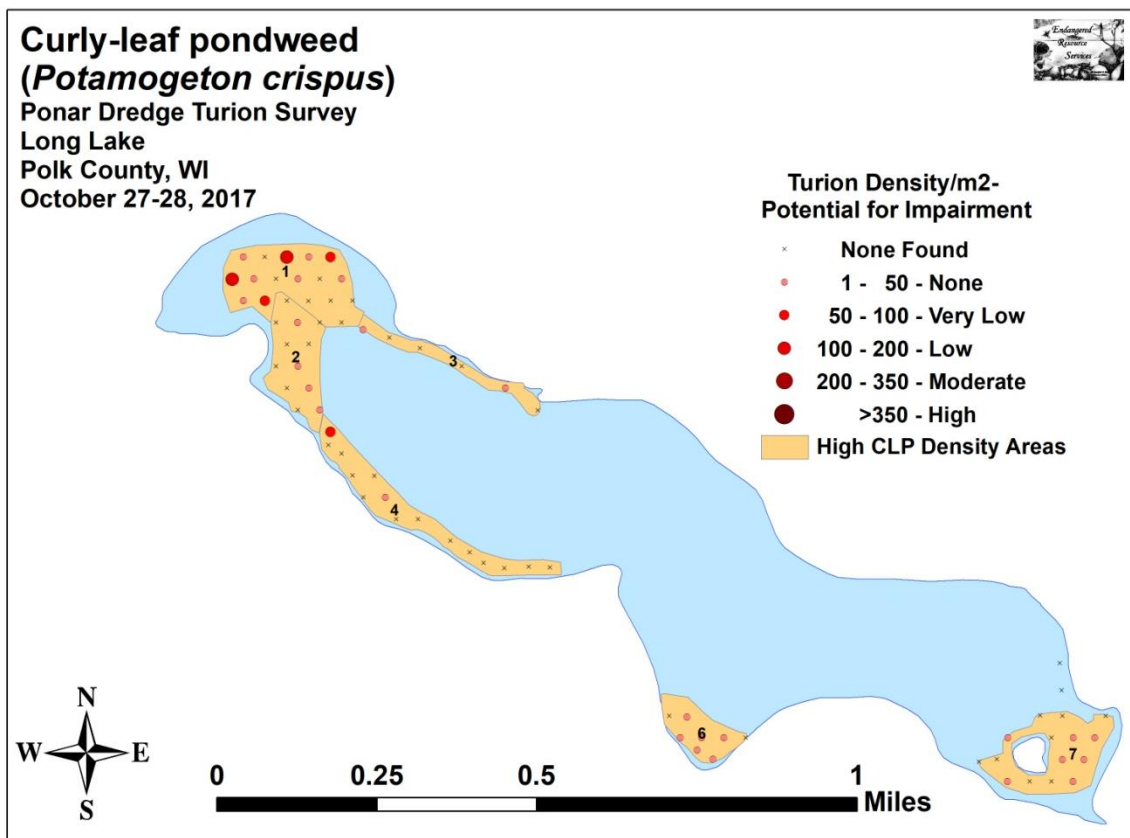 Curly-leaf pondweed
(Potamogeton crispus)
Ponar Dredge Turion Survey
Long Lake
Polk County, WI
October 27-28, 2017
Endangered
Resource
Services
Turion Density/m2-
Potential for Impairment
None Found
1 - 50 - None
50 - 100 - Very Low
100 - 200 - Low
200 - 350 - Moderate
>350 - High
High CLP Density Areas
1
2
3
4
6
7
N
W E
S
0 0.25 0.5 1
Miles